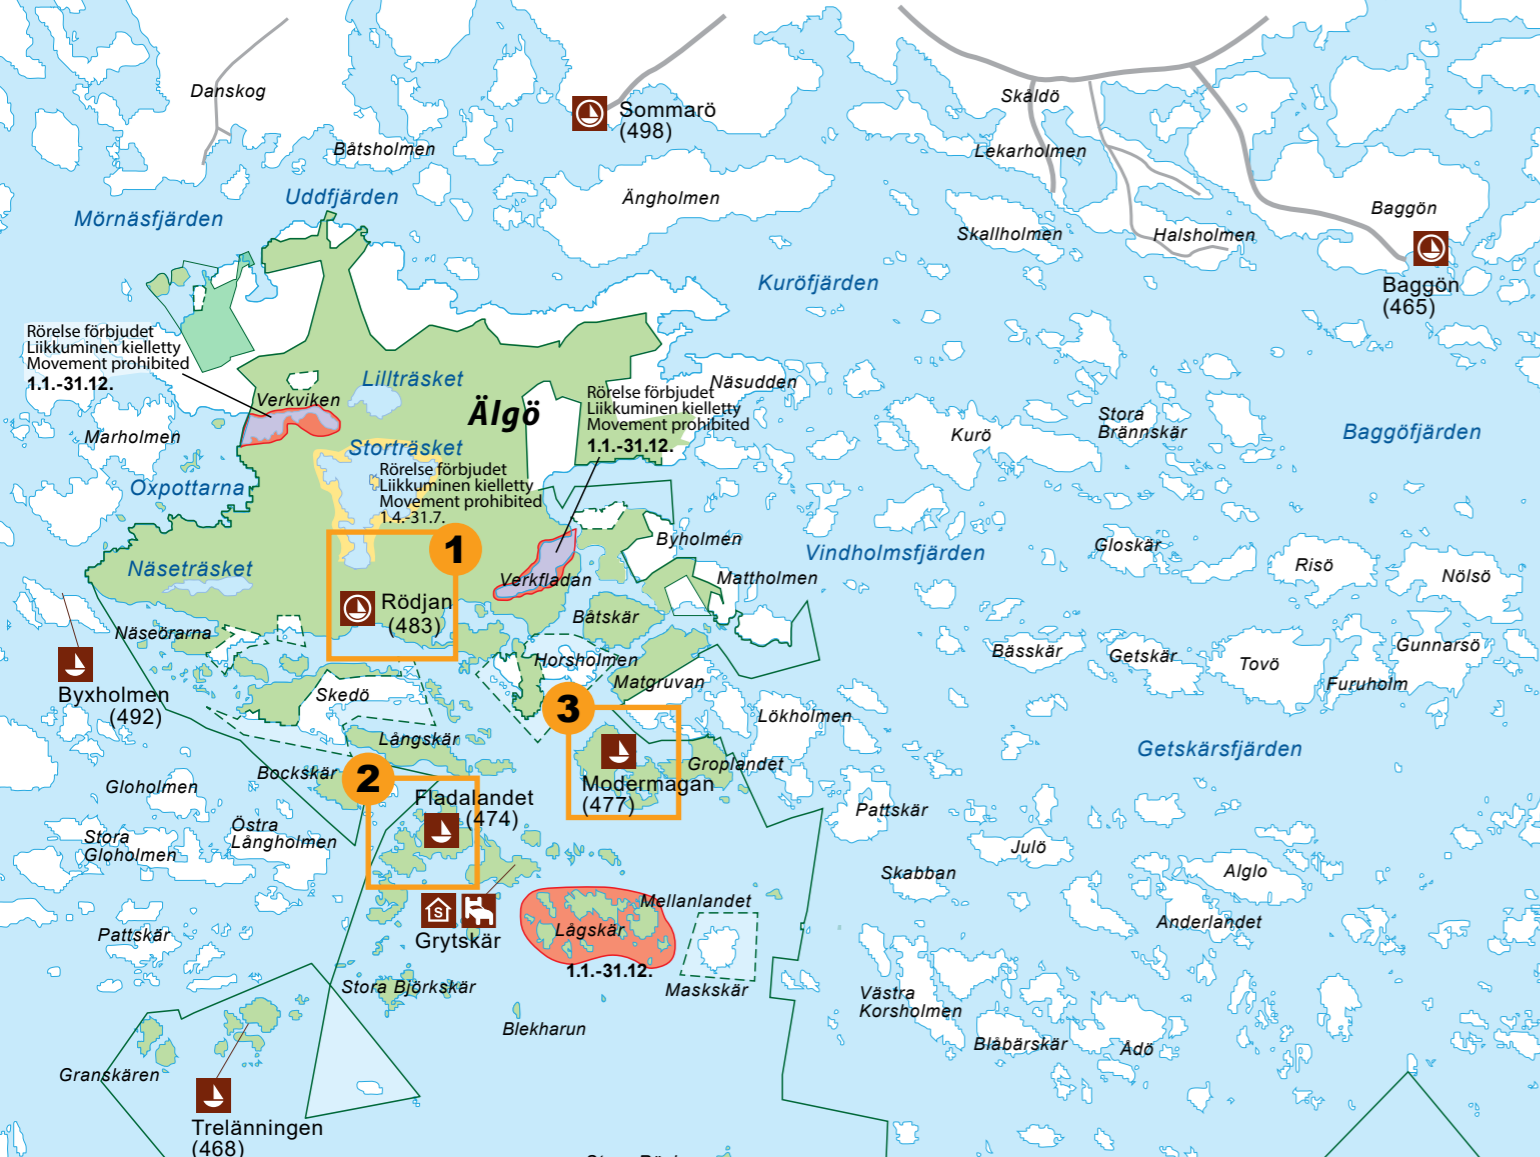 Danskog
Båtsholmen
Sommarö
(498)
Skåldö
Lekarholmen
Uddfjärden
Mörnäsfjärden
Ängholmen
Skallholmen
Halsholmen
Baggön
Baggön
(465)
Kuröfjärden
Rörelse förbjudet
Liikkuminen kielletty
Movement prohibited
1.1.-31.12.
Lillträsket
Verkviken
Älgö
Näsudden
Rörelse förbjudet
Liikkuminen kielletty
Movement prohibited
1.1.-31.12.
Marholmen
Storträsket
Rörelse förbjudet
Liikkuminen kielletty
Movement prohibited
1.4.-31.7.
Kurö
Stora
Brännskär
Baggöfjärden
Oxpottarna
1
Byholmen
Vindholmsfjärden
Gloskär
Risö
Nölsö
Näseträsket
Verkfladan
Mattholmen
Rödjan
(483)
Båtskär
Näseörarna
Byxholmen
(492)
Horsholmen
Matgruvan
Bässkär
Getskär
Tovö
Gunnarsö
Furuholm
Skedö
3
Lökholmen
Långskär
Getskärsfjärden
Groplandet
Modermagan
(477)
Bockskär
2
Gloholmen
Fladalandet
(474)
Pattskär
Östra
Långholmen
Stora
Gloholmen
Julö
Skabban
Alglo
Anderlandet
S
Grytskär
Mellanlandet
Lågskär
1.1.-31.12.
Pattskär
Maskskär
Stora Björkskär
Västra
Korsholmen
Blekharun
Blåbärskär
Ådö
Granskären
Trelänningen
(468)